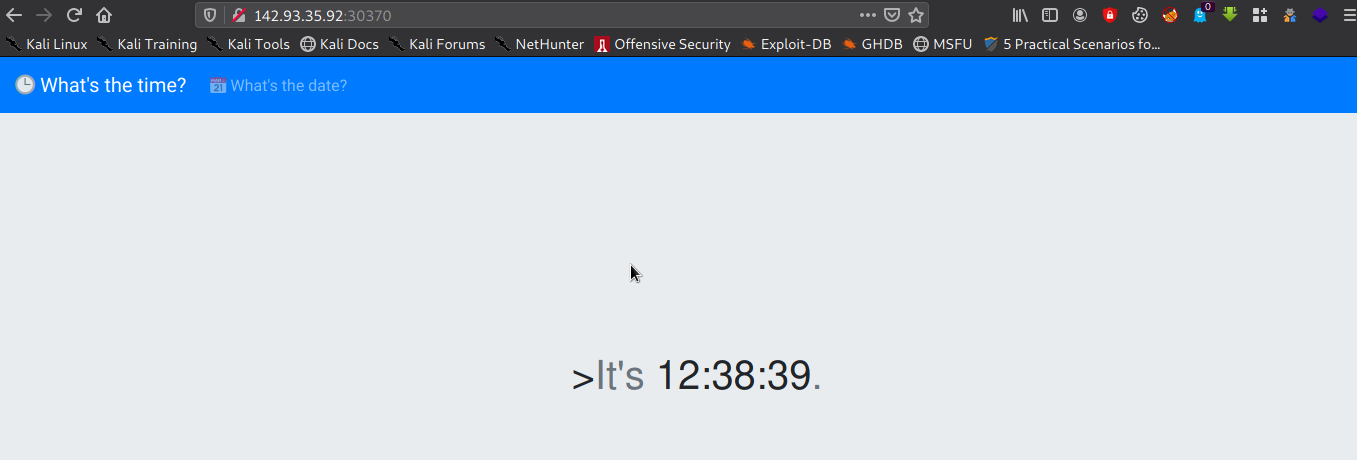 142.93.35.92:30370
0
Kali Linux Kali Training Kali Tools Kali Docs Kali Forums NetHunter Offensive Security Exploit-DB GHDB MSFU 5 Practical Scenarios fo...
What's the time? What's the date?
>It's 12:38:39.